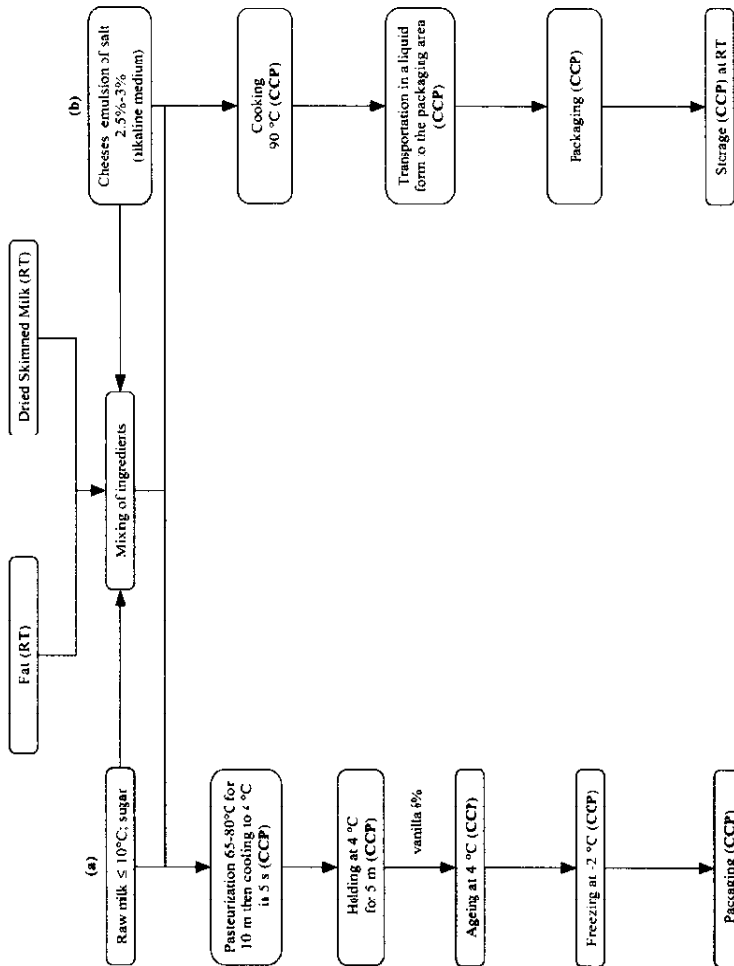 Fat (RT)
Dried Skimmed Milk (RT)
(a)
Raw milk ≤ 10°C; sugar
Mixing of ingredients
(b)
Cheeses emulsion of salt
2.5%-3%
(alkaline medium)
Pasteurization 65-80°C for
10 m then cooking to 4 °C
in 5 s (CCP)
Holding at 4 °C
for 5 m (CCP)
vanilla
Ageing at 4 °C (CCP)
Freezing at -2 °C (CCP)
Packaging (CCP)
Cooking
90 °C (CCP)
Transportation in a liquid
form to the packaging area
(CCP)
Packaging (CCP)
Storage (CCP) at RT